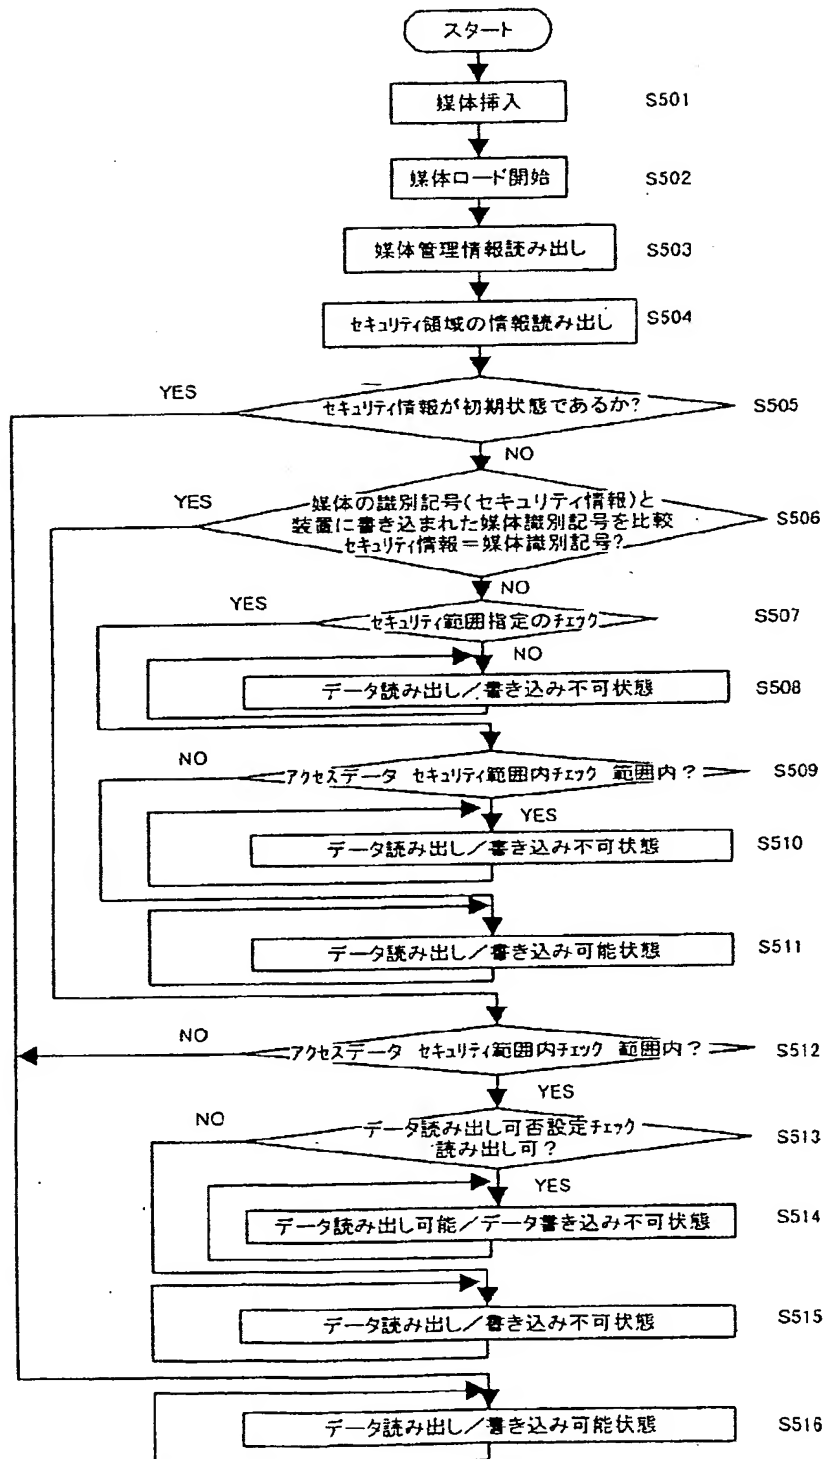 スタート
媒体挿入 S501
媒体ロード開始 S502
媒体管理情報読み出し S503
セキュリティ領域の情報読み出し S504
YES
セキュリティ情報が初期状態であるか? S505
NO
YES
媒体の識別記号(セキュリティ情報)と
装置に書き込まれた媒体識別記号を比較
セキュリティ情報=媒体識別記号? S506
NO
YES
セキュリティ範囲指定のチェック S507
NO
データ読み出し/書き込み不可状態 S508
NO
アクセスデータ セキュリティ範囲内チェック 範囲内? S509
YES
データ読み出し/書き込み不可状態 S510
データ読み出し/書き込み可能状態 S511
NO
アクセスデータ セキュリティ範囲内チェック 範囲内? S512
YES
NO
データ読み出し可否設定チェック
読み出し可? S513
YES
データ読み出し可能/データ書き込み不可状態 S514
データ読み出し/書き込み不可状態 S515
データ読み出し/書き込み可能状態 S516